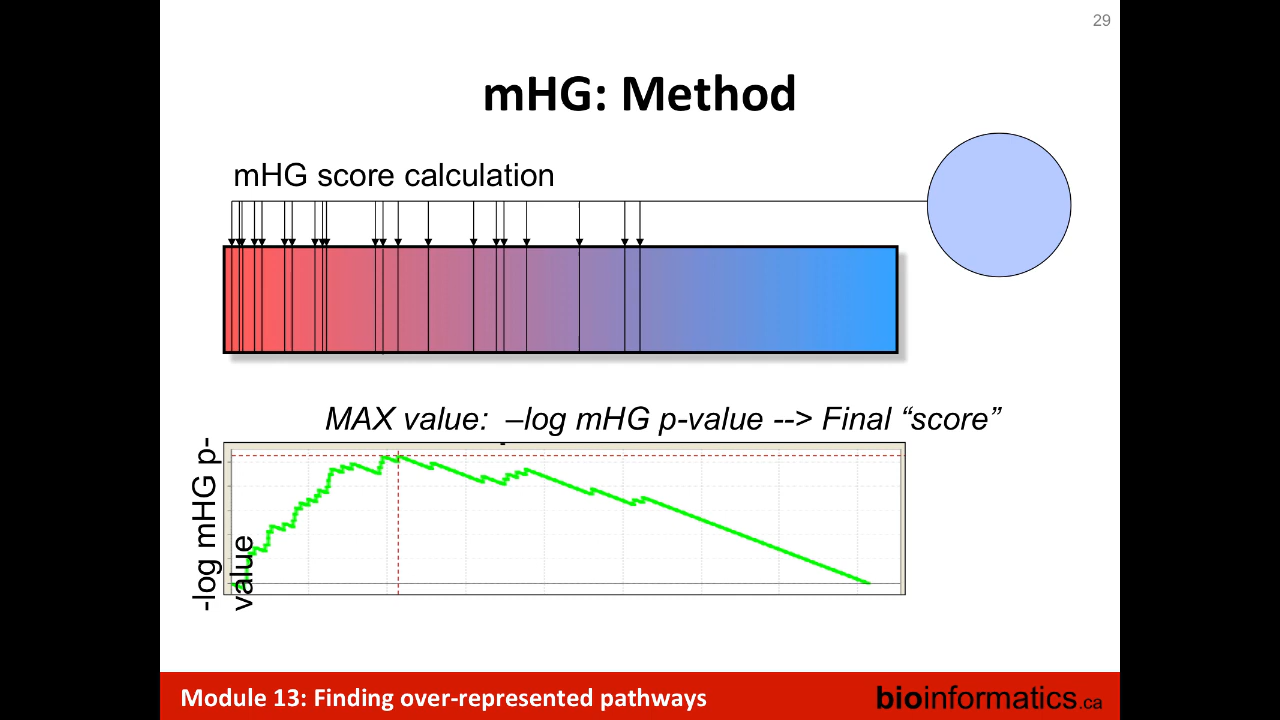 29
mHG: Method
mHG score calculation
MAX value:  –log mHG p-value --> Final “score”
-log mHG p-
value
Module 13: Finding over-represented pathways
bioinformatics.ca